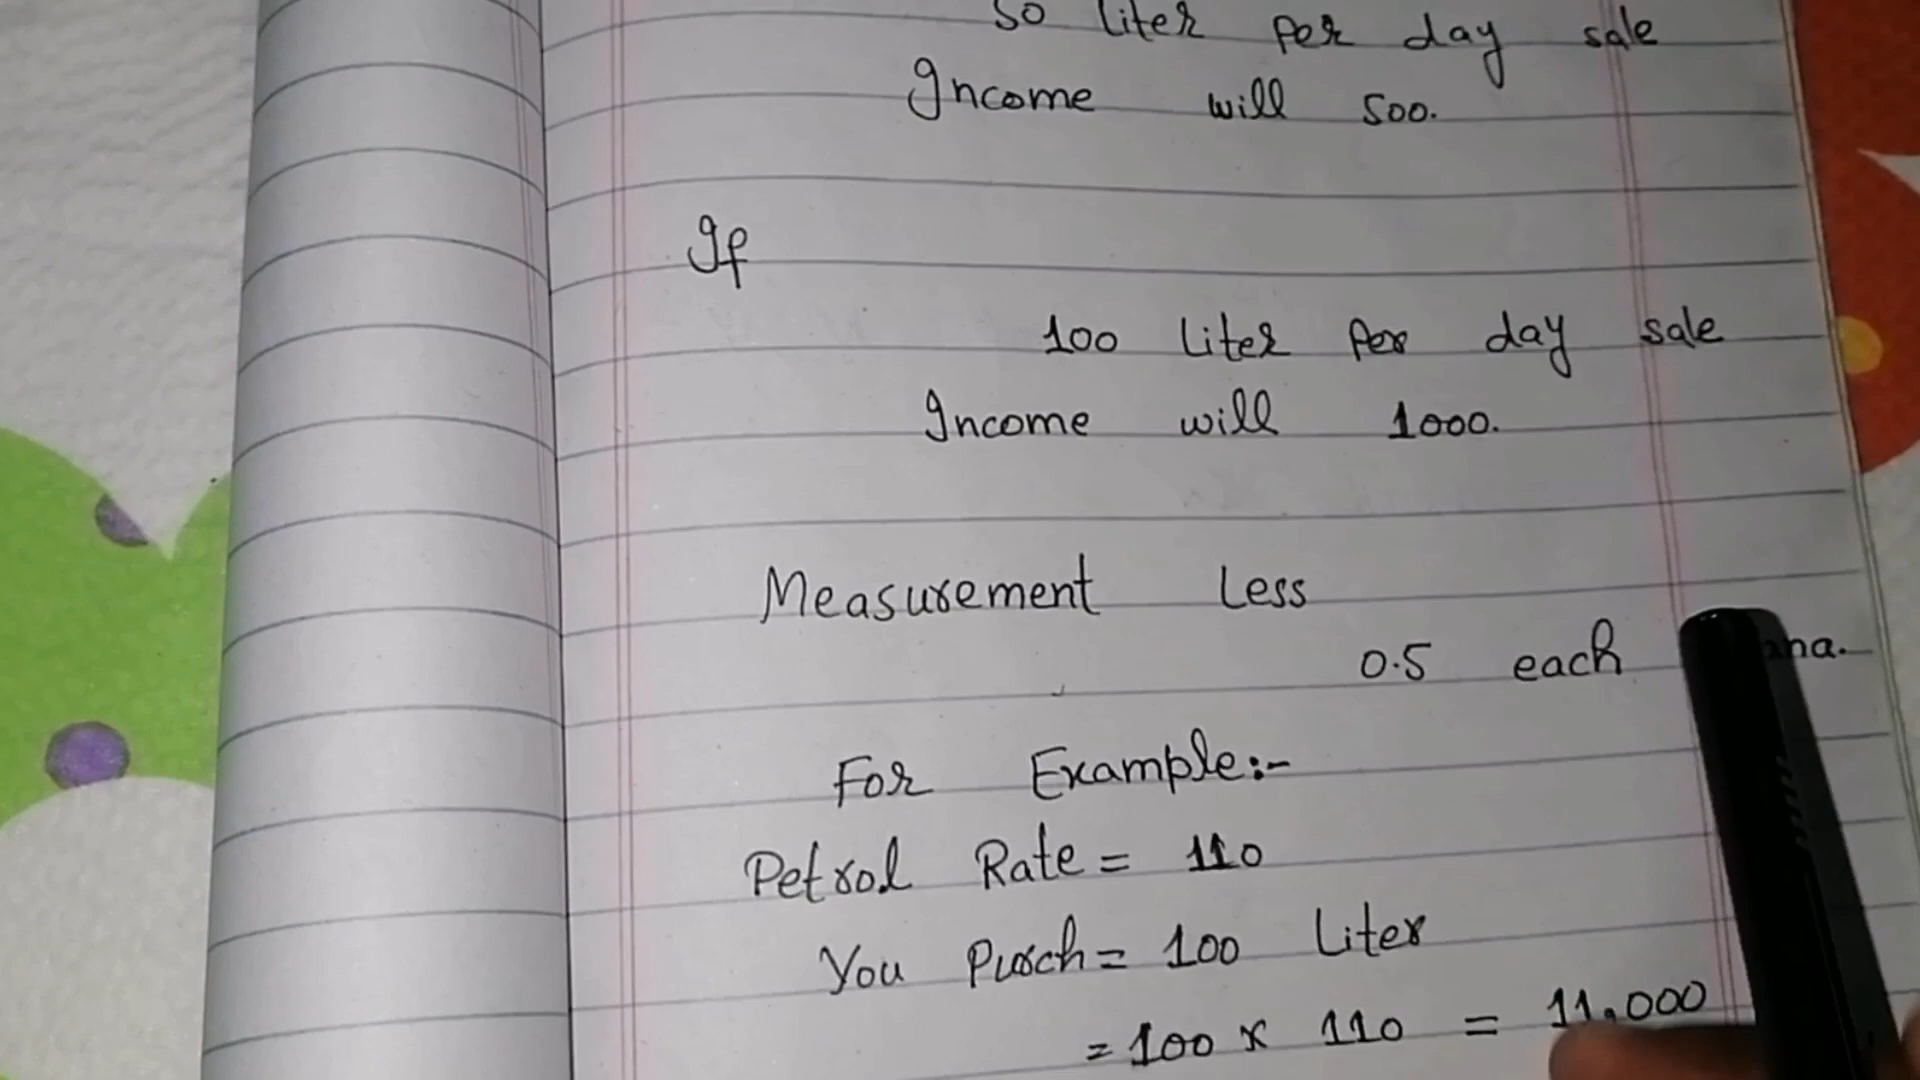 50 liter per day sale
Income will 500.
If
100 liter per day sale
Income will 1000.
Measurement Less
0.5 each
For Example:-
Petrol Rate = 110
You Purch = 100 Liter
= 100 x 110 = 11,000